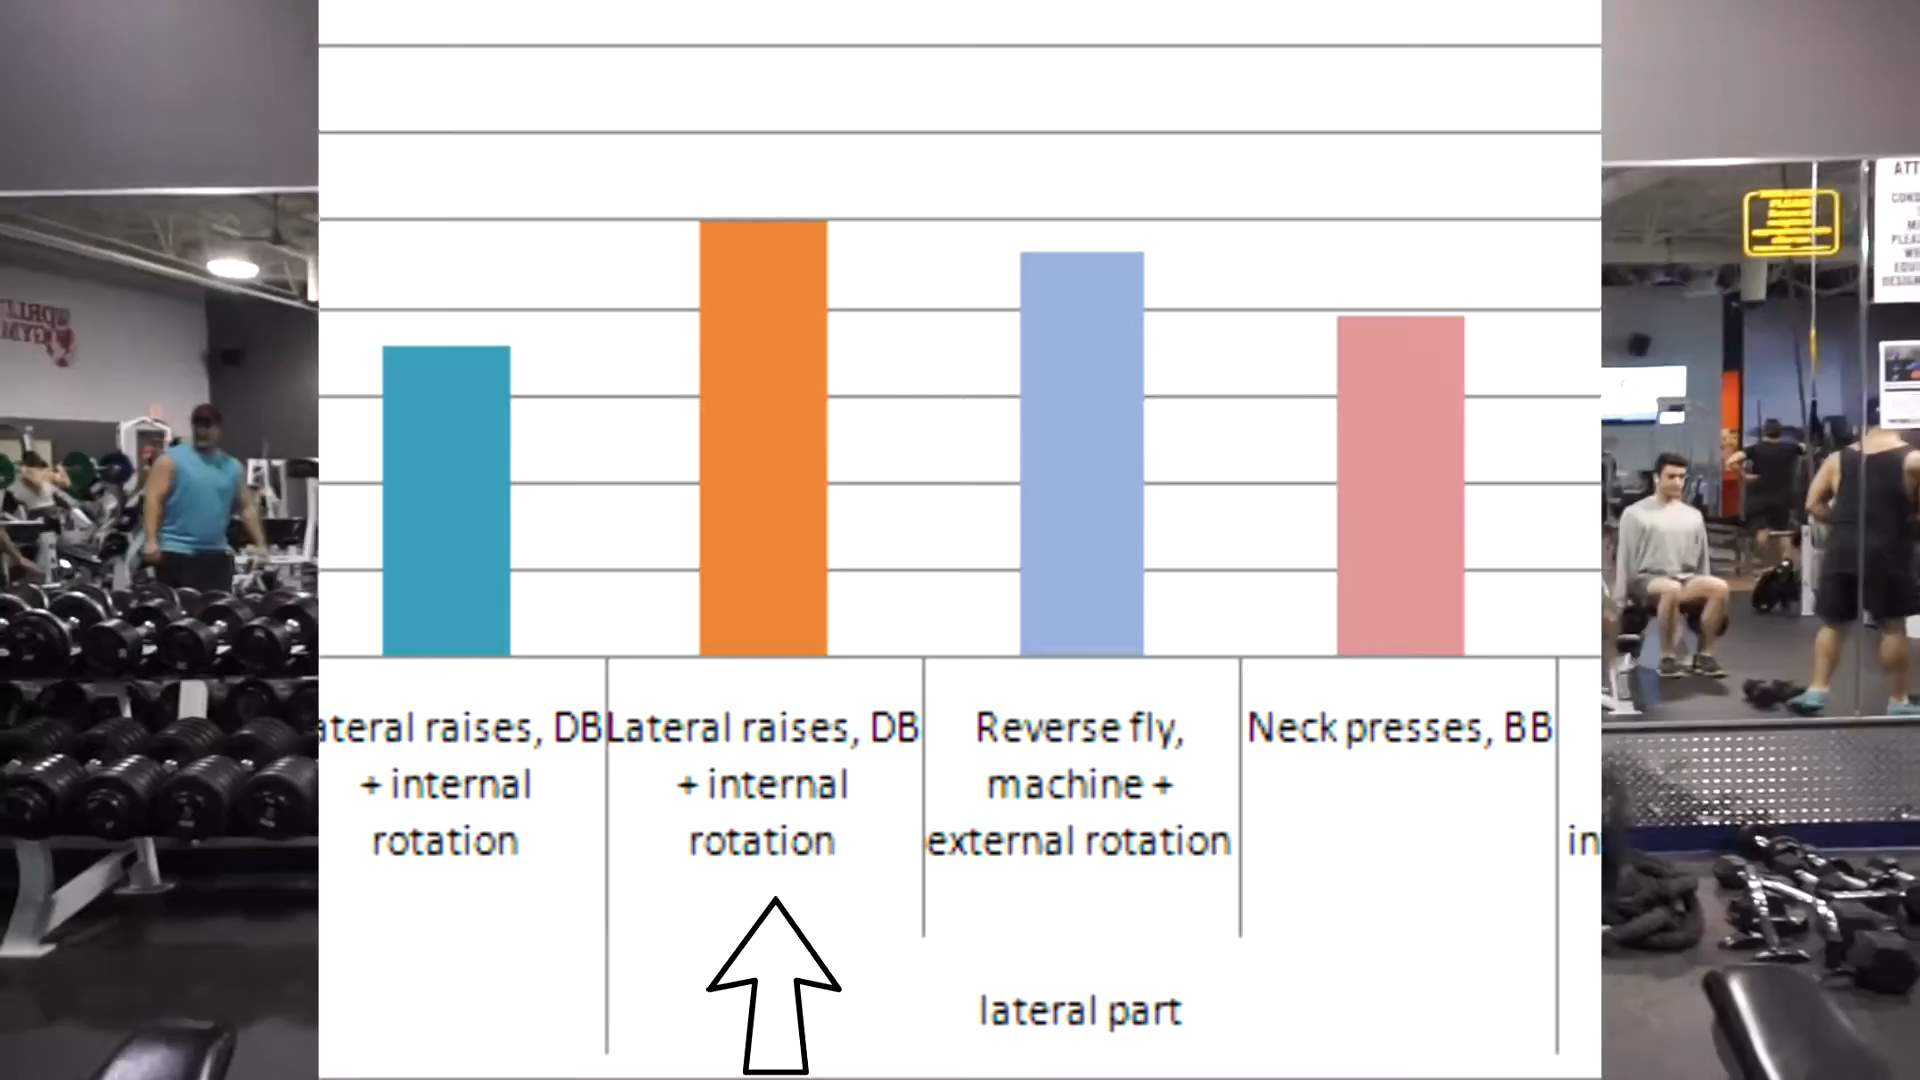 ateral raises, DB
+ internal
rotation
Lateral raises, DB
+ internal
rotation
Reverse fly,
machine +
external rotation
Neck presses, BB
in
lateral part
ATT